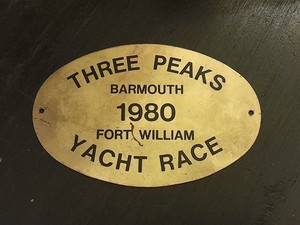 THREE PEAKS
BARMOUTH
1980
FORT WILLIAM
YACHT RACE